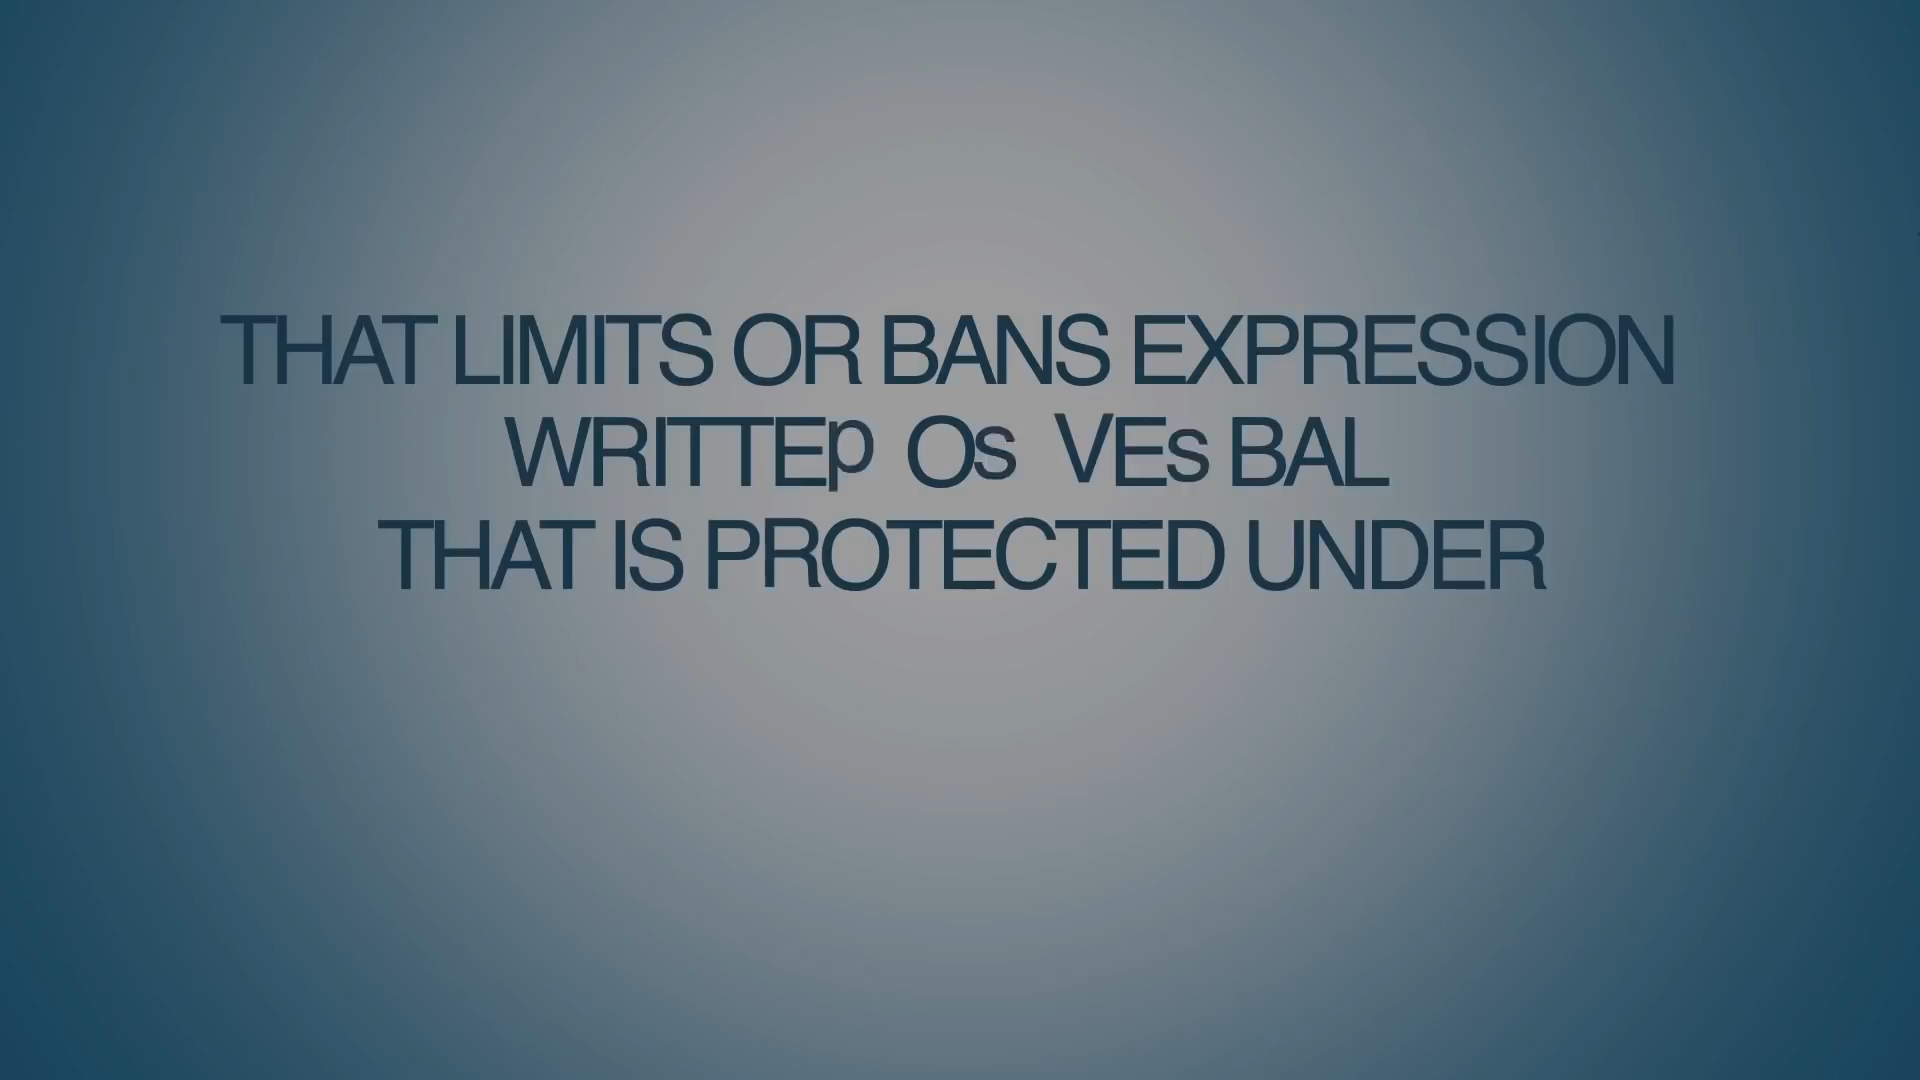 THAT LIMITS OR BANS EXPRESSION
WRITTEp Os VEs BAL
THAT IS PROTECTED UNDER